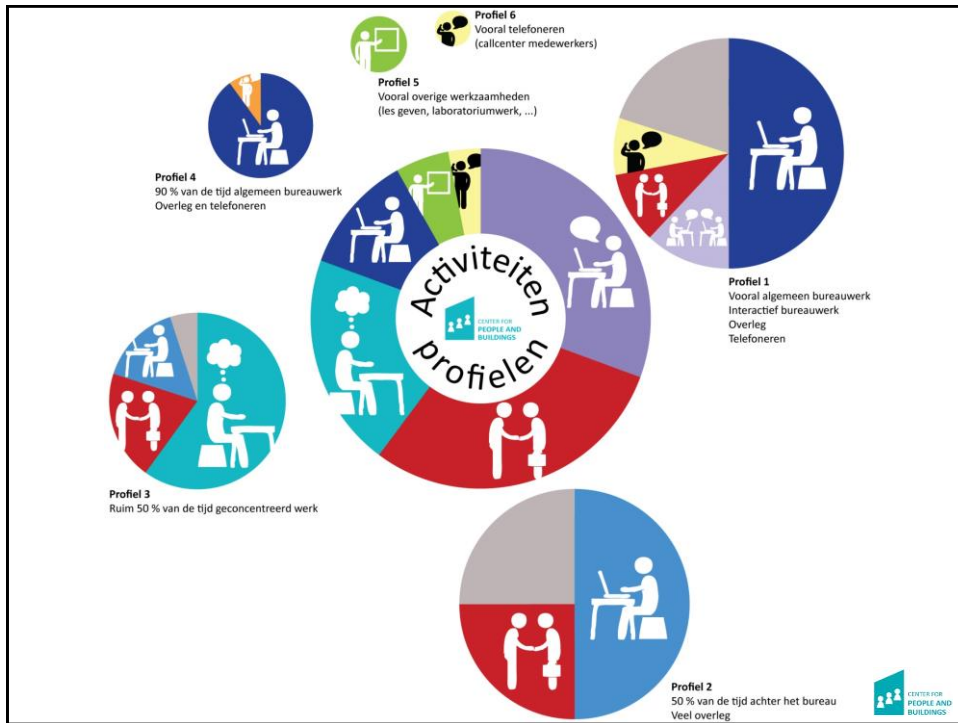 Profiel 6
Vooral telefoneren
(callcenter medewerkers)
Profiel 5
Vooral overige werkzaamheden
(les geven, laboratoriumwerk, ...)
Profiel 4
90 % van de tijd algemeen bureauwerk
Overleg en telefoneren
Profiel 1
Vooral algemeen bureauwerk
Interactief bureauwerk
Overleg
Telefoneren
Activiteiten
profielen
CENTER FOR
PEOPLE AND
BUILDINGS
Profiel 3
Ruim 50 % van de tijd geconcentreerd werk
Profiel 2
50 % van de tijd achter het bureau
Veel overleg
CENTER FOR
PEOPLE AND
BUILDINGS